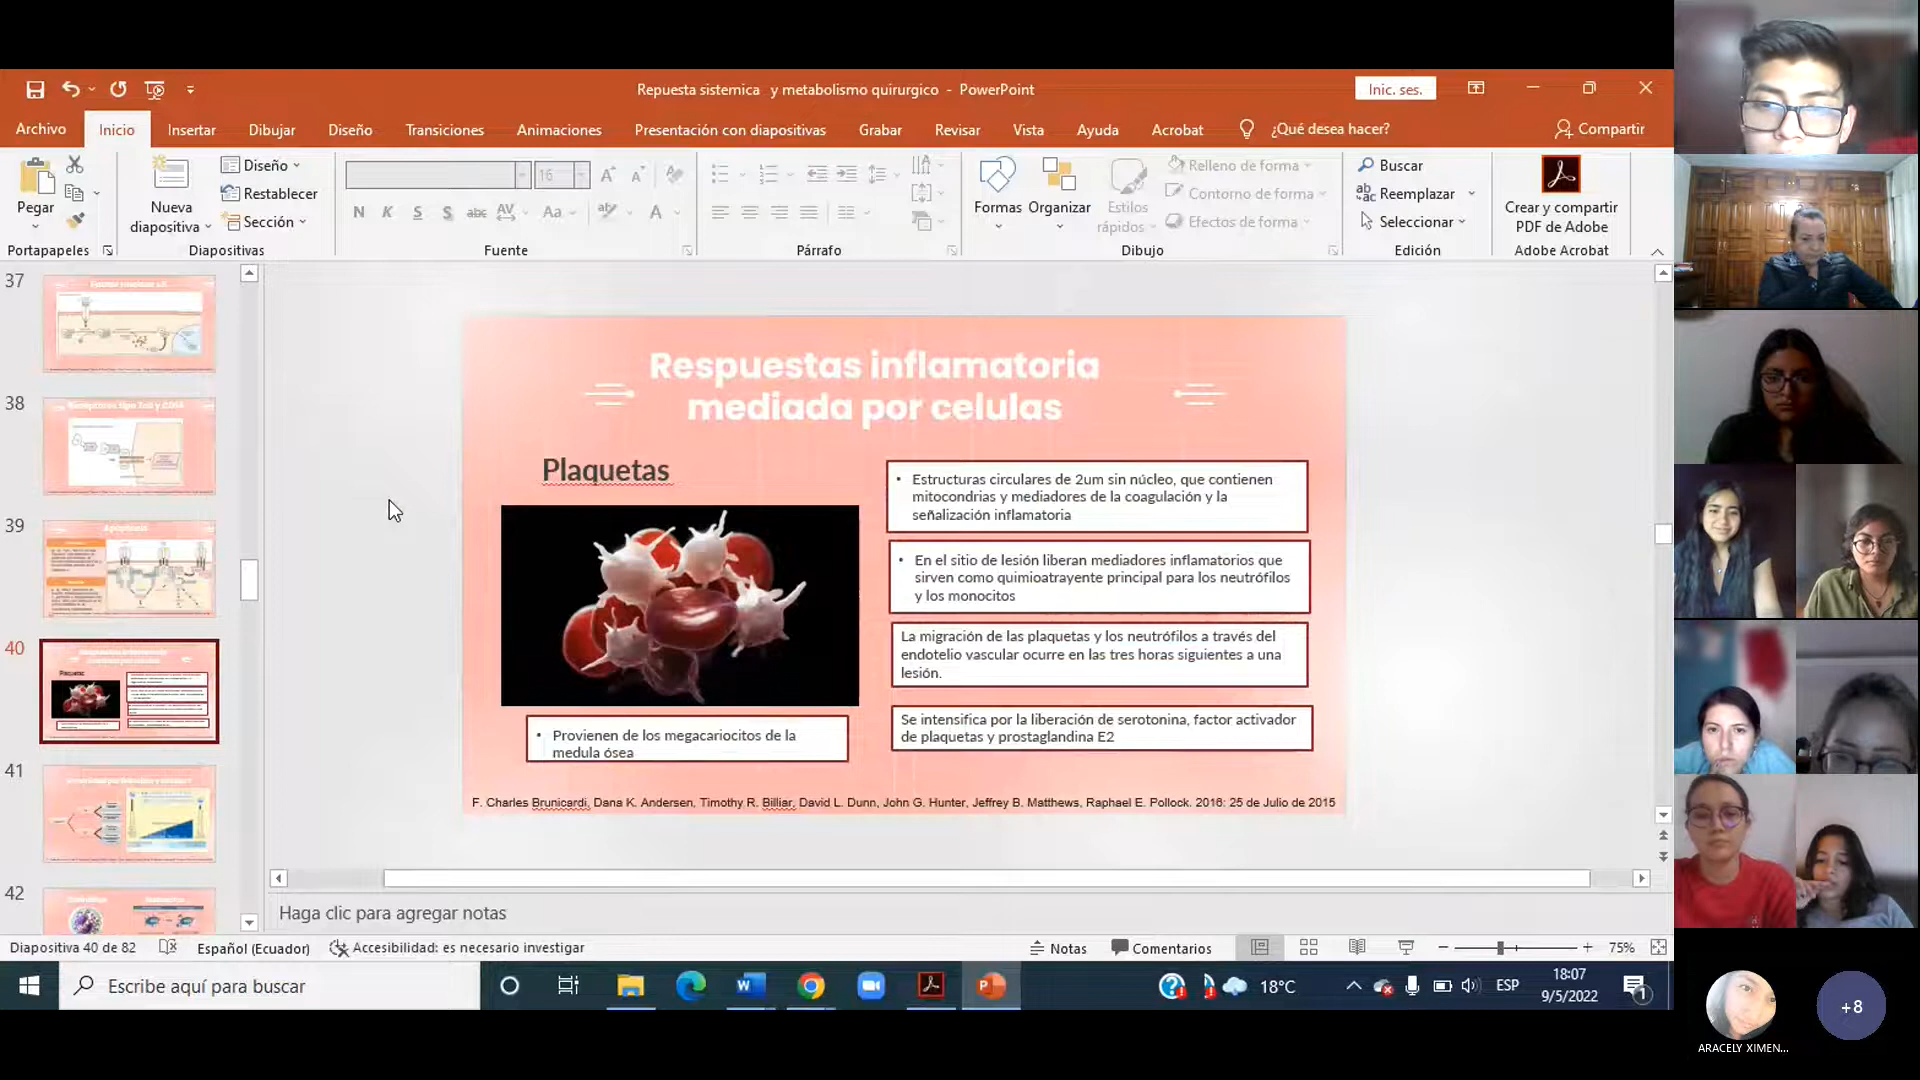 Repuesta sistemica y metabolismo quirurgico - PowerPoint
Inic. ses.
Archivo Inicio Insertar Dibujar Diseño Transiciones Animaciones Presentación con diapositivas Grabar Revisar Vista Ayuda Acrobat ¿Qué desea hacer? Compartir
Pegar
Portapapeles
Nueva
diapositiva
Diseño
Restablecer
Sección
Diapositivas
16
N K S S abc AV Aa A
Fuente
Párrafo
Formas
Organizar
Estilos
rápidos
Relleno de forma
Contorno de forma
Efectos de forma
Dibujo
Buscar
Reemplazar
Seleccionar
Edición
Crear y compartir
PDF de Adobe
Adobe Acrobat
37
38
39
Apoptosis
40
41
42
Respuestas inflamatoria
mediada por celulas
Plaquetas
• Provienen de los megacariocitos de la
medula ósea
• Estructuras circulares de 2um sin núcleo, que contienen
mitocondrias y mediadores de la coagulación y la
señalización inflamatoria
• En el sitio de lesión liberan mediadores inflamatorios que
sirven como quimioatrayente principal para los neutrófilos
y los monocitos
La migración de las plaquetas y los neutrófilos a través del
endotelio vascular ocurre en las tres horas siguientes a una
lesión.
Se intensifica por la liberación de serotonina, factor activador
de plaquetas y prostaglandina E2
F. Charles Brunicardi, Dana K. Andersen, Timothy R. Billiar, David L. Dunn, John G. Hunter, Jeffrey B. Matthews, Raphael E. Pollock. 2016: 25 de Julio de 2015
Haga clic para agregar notas
Diapositiva 40 de 82 Español (Ecuador) Accesibilidad: es necesario investigar Notas Comentarios 75%
Escribe aquí para buscar
18°C
ESP
18:07
9/5/2022
1
ARACELY XIMEN...
+8